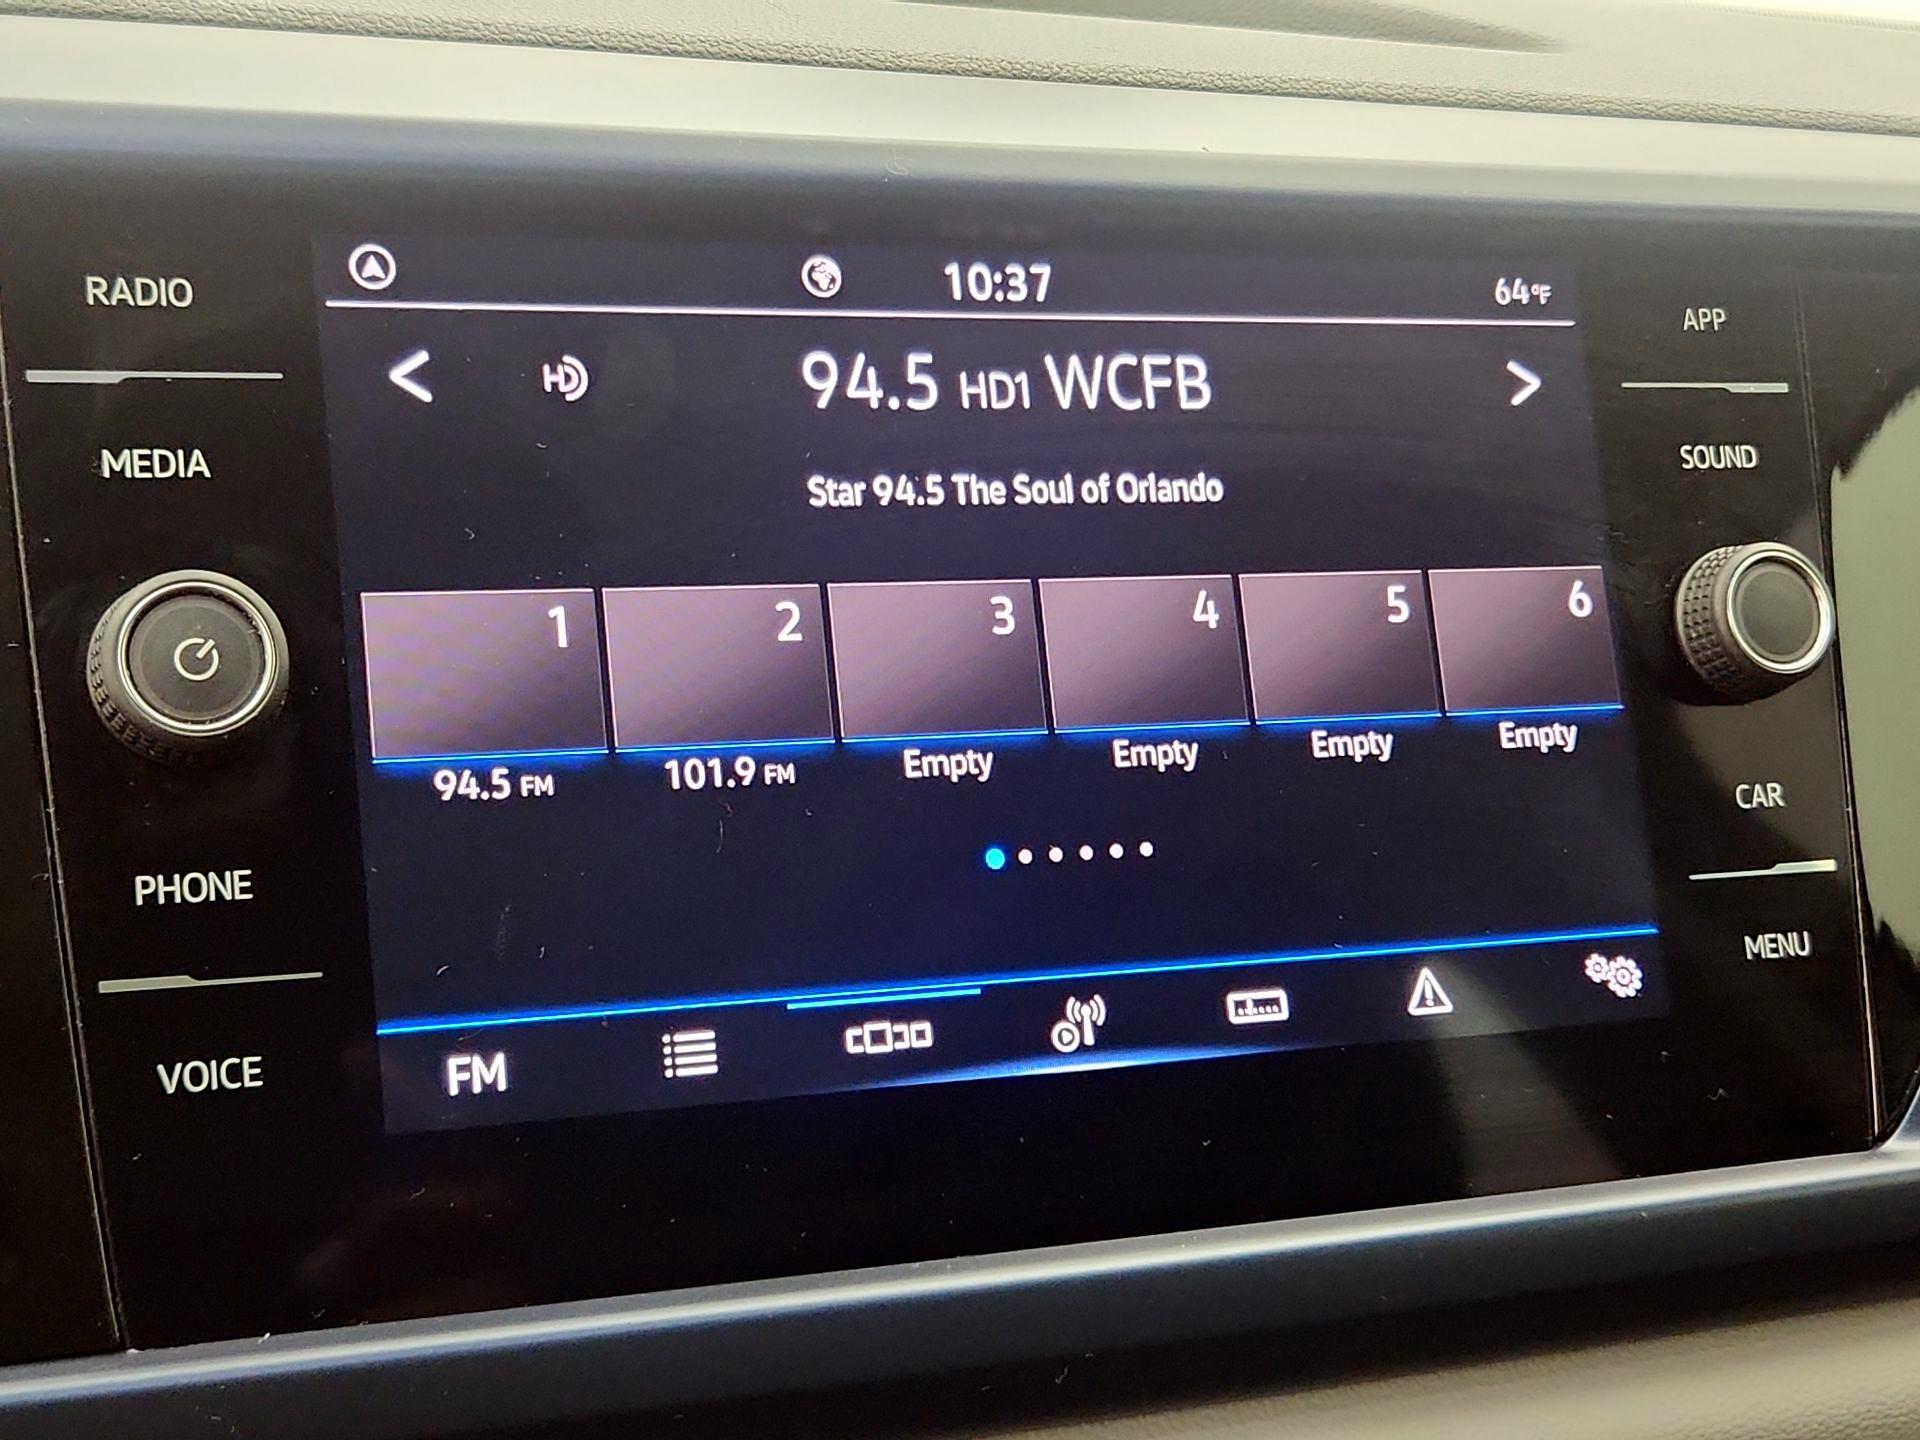 RADIO
MEDIA
PHONE
VOICE
10:37
64°F
< HD 94.5 HD1 WCFB >
Star 94.5 The Soul of Orlando
1 2 3 4 5 6
94.5 FM 101.9 FM Empty Empty Empty Empty
FM
APP
SOUND
CAR
MENU